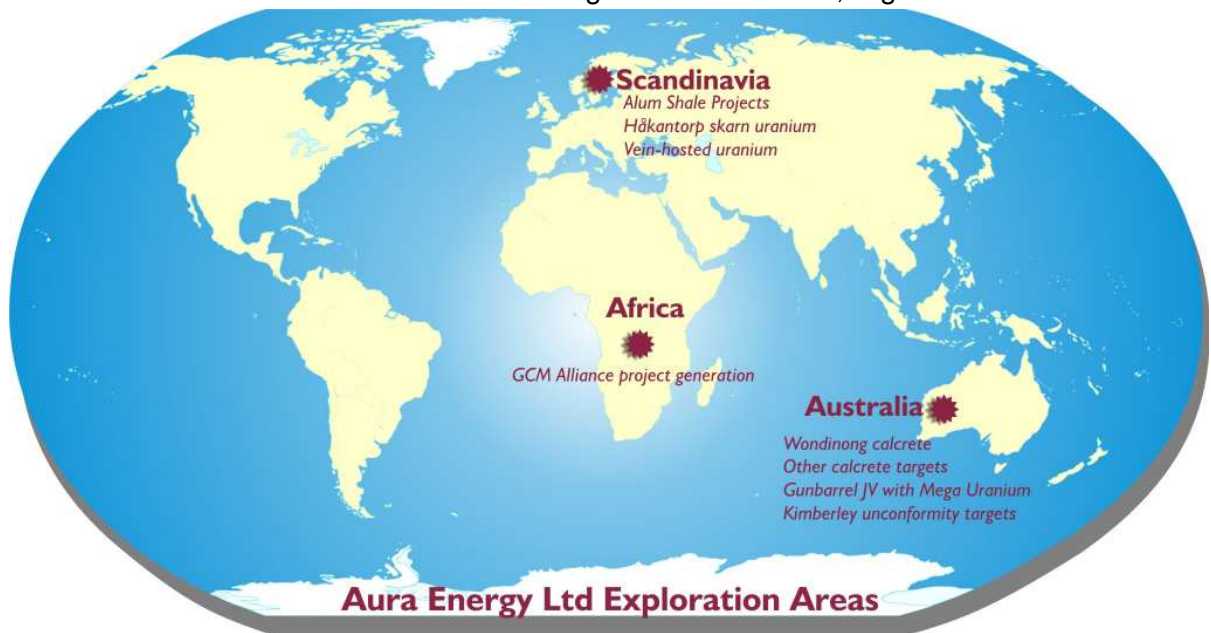 Scandinavia
Alum Shale Projects
Håkantorp skarn uranium
Vein-hosted uranium
Africa
GCM Alliance project generation
Australia
Wondinong calcrete
Other calcrete targets
Gunbarrel JV with Mega Uranium
Kimberley unconformity targets
Aura Energy Ltd Exploration Areas